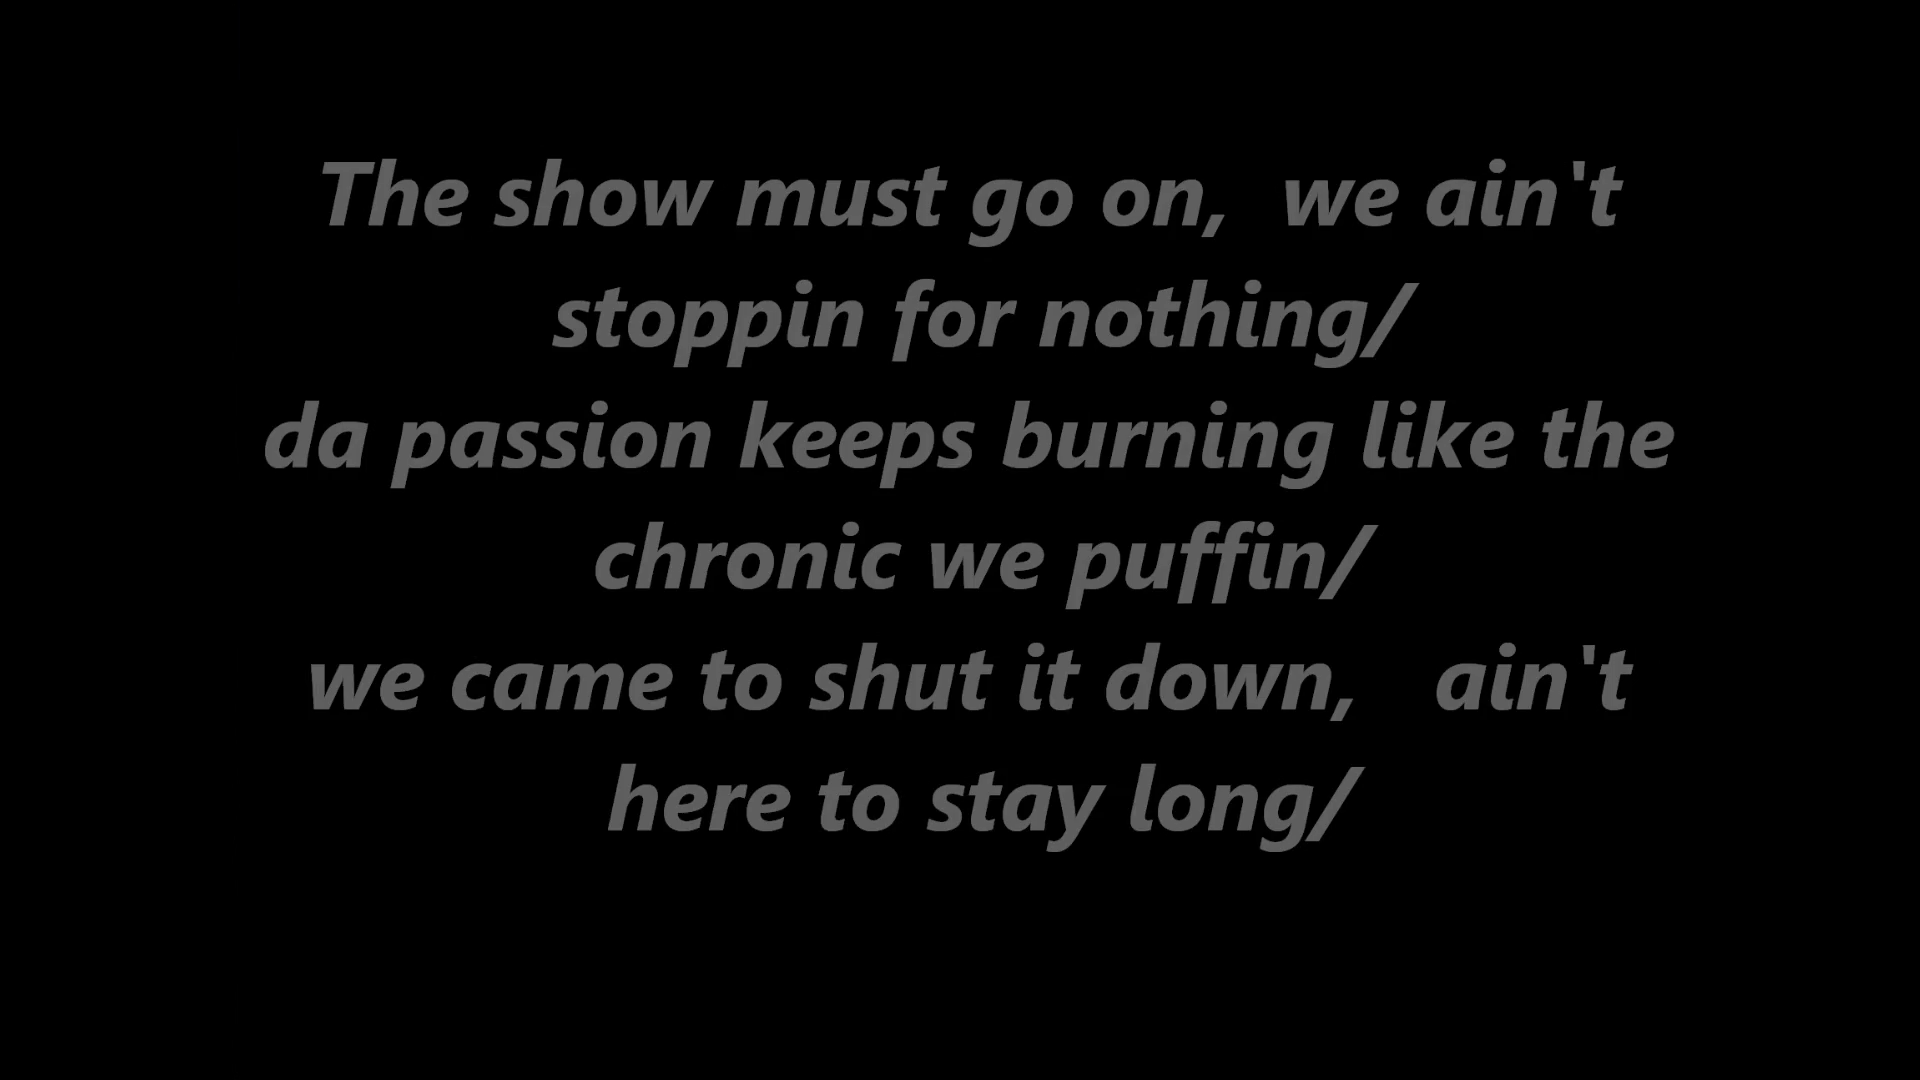 The show must go on,  we ain't
stoppin for nothing/
da passion keeps burning like the
chronic we puffin/
we came to shut it down,   ain't
here to stay long/